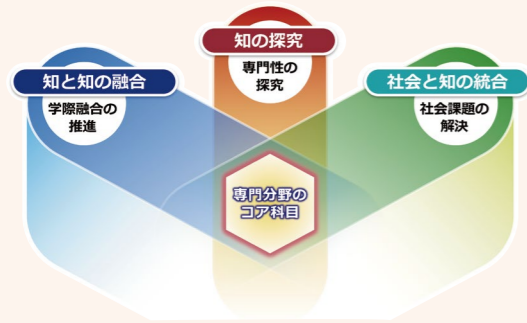 知の探究
専門性の
探究
知と知の融合
学際融合の
推進
社会と知の統合
社会課題の
解決
専門分野の
コア科目